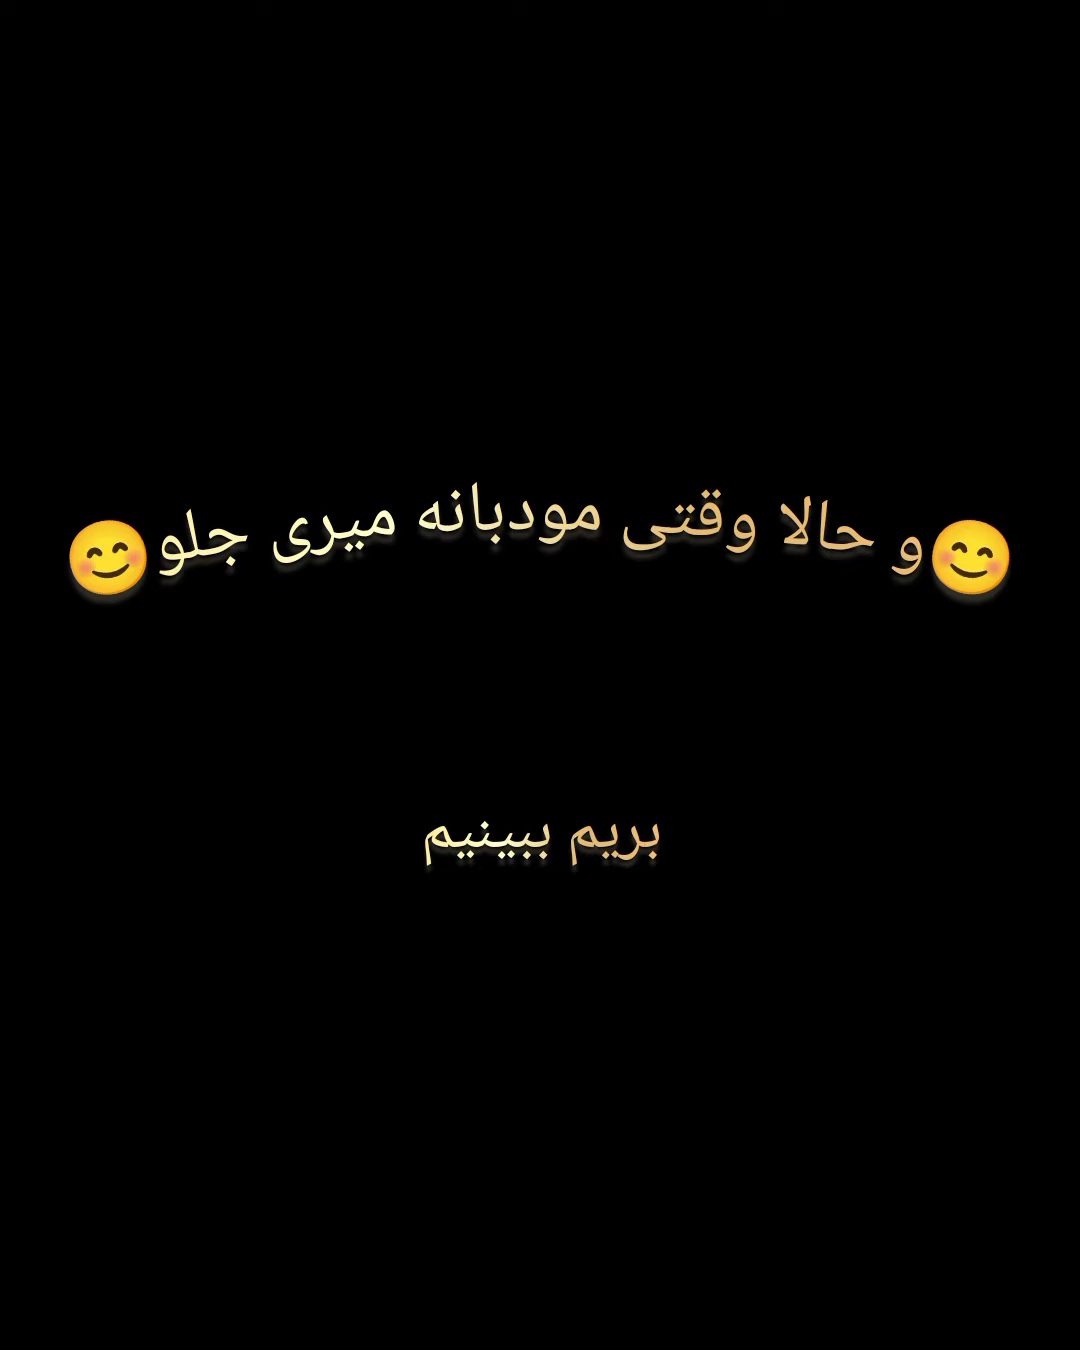 😊و حالا وقتی مودبانه میری جلو😊
بریم ببینیم